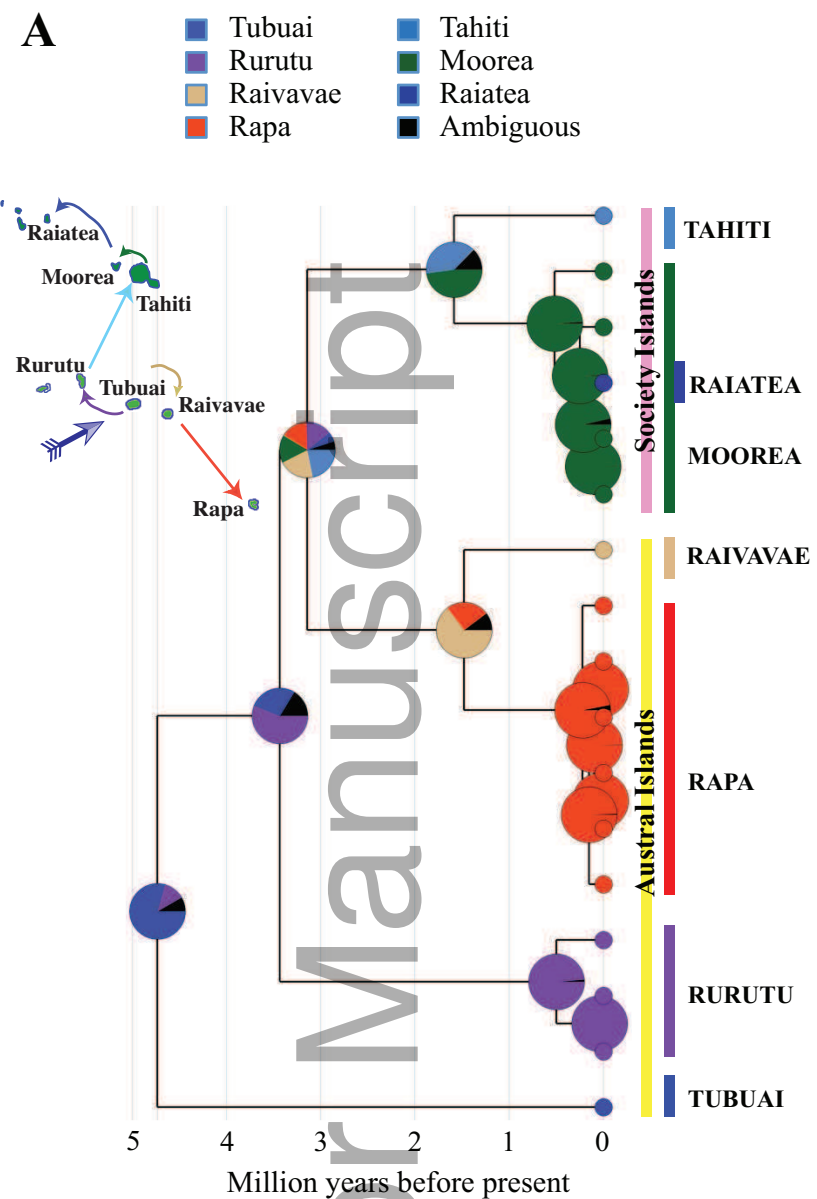 A
Tubuai
Rurutu
Raivavae
Rapa
Tahiti
Moorea
Raiatea
Ambiguous
Raiatea
Moorea
Tahiti
Rurutu
Tubuai
Raivavae
Rapa
Society Islands
Austral Islands
TAHITI
RAIATEA
MOOREA
RAIVAVAE
RAPA
RURUTU
TUBUAI
5 4 3 2 1 0
Million years before present
or Manuscript